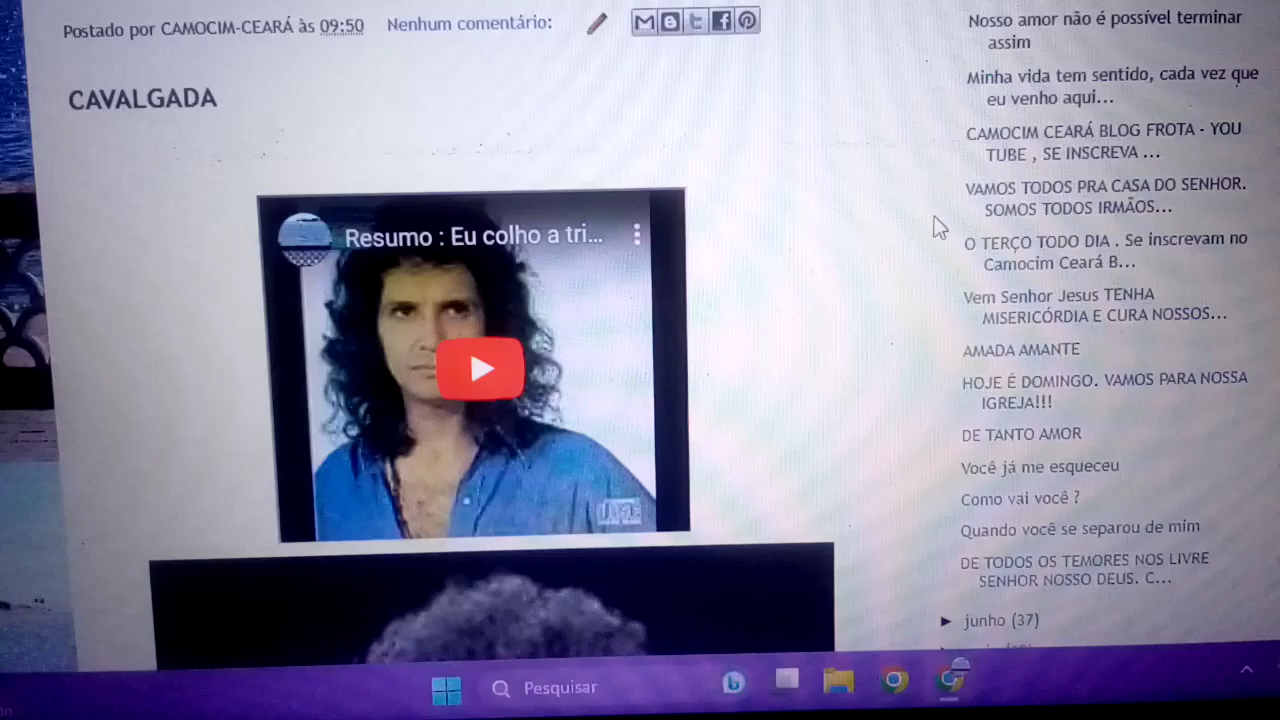 Postado por CAMOCIM-CEARÁ às 09:50 Nenhum comentário:
CAVALGADA
Resumo : Eu colho a tri...
Nosso amor não é possível terminar
assim
Minha vida tem sentido, cada vez que
eu venho aqui...
CAMOCIM CEARÁ BLOG FROTA - YOU
TUBE , SE INSCREVA ...
VAMOS TODOS PRA CASA DO SENHOR.
SOMOS TODOS IRMÃOS...
O TERÇO TODO DIA . Se inscrevam no
Camocim Ceará B...
Vem Senhor Jesus TENHA
MISERICÓRDIA E CURA NOSSOS...
AMADA AMANTE
HOJE É DOMINGO. VAMOS PARA NOSSA
IGREJA!!!
DE TANTO AMOR
Você já me esqueceu
Como vai você ?
Quando você se separou de mim
DE TODOS OS TEMORES NOS LIVRE
SENHOR NOSSO DEUS. C...
► junho (37)
Pesquisar